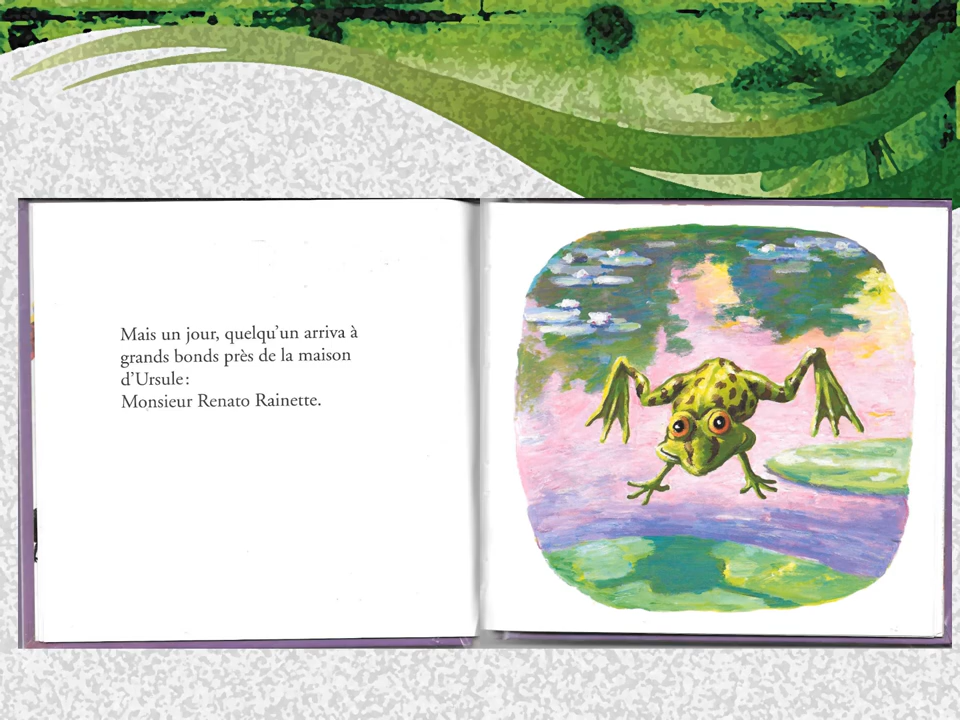 Mais un jour, quelqu'un arriva à
grands bonds près de la maison
d'Ursule :
Monsieur Renato Rainette.